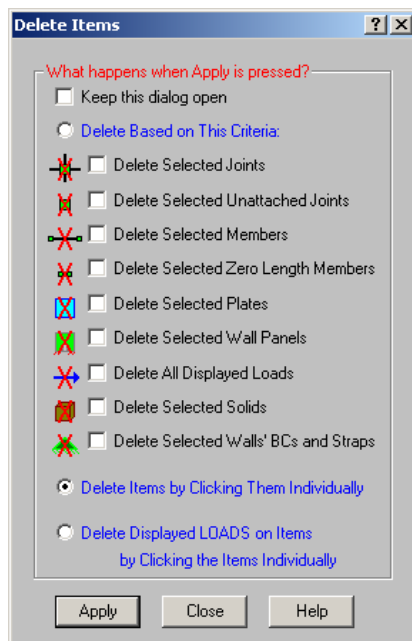 Delete Items
What happens when Apply is pressed?
Keep this dialog open
Delete Based on This Criteria:
Delete Selected Joints
Delete Selected Unattached Joints
Delete Selected Members
Delete Selected Zero Length Members
Delete Selected Plates
Delete Selected Wall Panels
Delete All Displayed Loads
Delete Selected Solids
Delete Selected Walls' BCs and Straps
Delete Items by Clicking Them Individually
Delete Displayed LOADS on Items
by Clicking the Items Individually
Apply Close Help